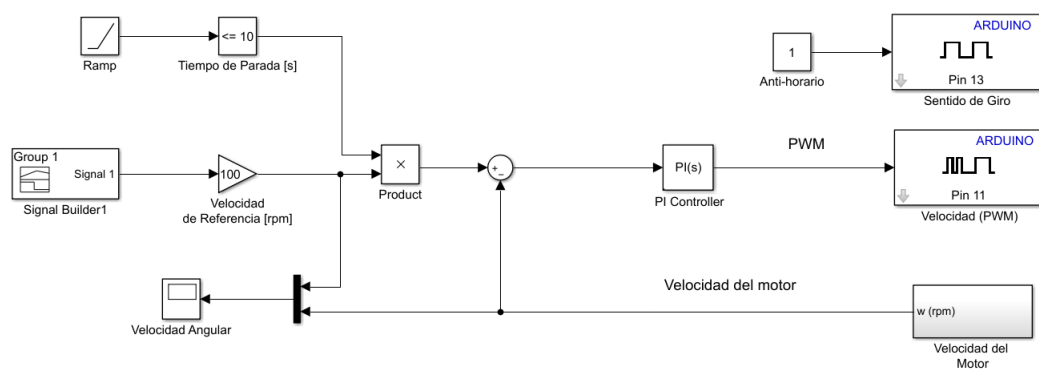 ARDUINO
<= 10
1
Pin 13
Ramp
Tiempo de Parada [s]
Anti-horario
Sentido de Giro
PWM
ARDUINO
Group 1
Signal 1
100
×
+
−
PI(s)
Pin 11
Product
PI Controller
Signal Builder1
Velocidad
de Referencia [rpm]
Velocidad (PWM)
Velocidad del motor
w (rpm)
Velocidad Angular
Velocidad del
Motor